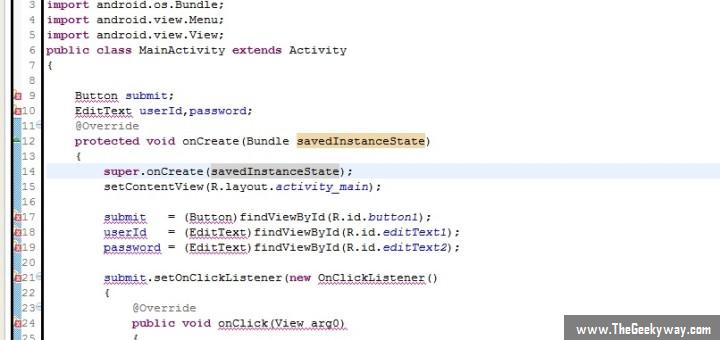 3 import android.os.Bundle;
4 import android.view.Menu;
5 import android.view.View;
6 public class MainActivity extends Activity
7 {
8
9 Button submit;
10 EditText userId,password;
11 @Override
12 protected void onCreate(Bundle savedInstanceState)
13 {
14 super.onCreate(savedInstanceState);
15 setContentView(R.layout.activity_main);
16
17 submit = (Button)findViewById(R.id.button1);
18 userId = (EditText)findViewById(R.id.editText1);
19 password = (EditText)findViewById(R.id.editText2);
20
21 submit.setOnClickListener(new OnClickListener()
22 {
23 @Override
24 public void onClick(View arg0)
25 {
www.TheGeekyway.com